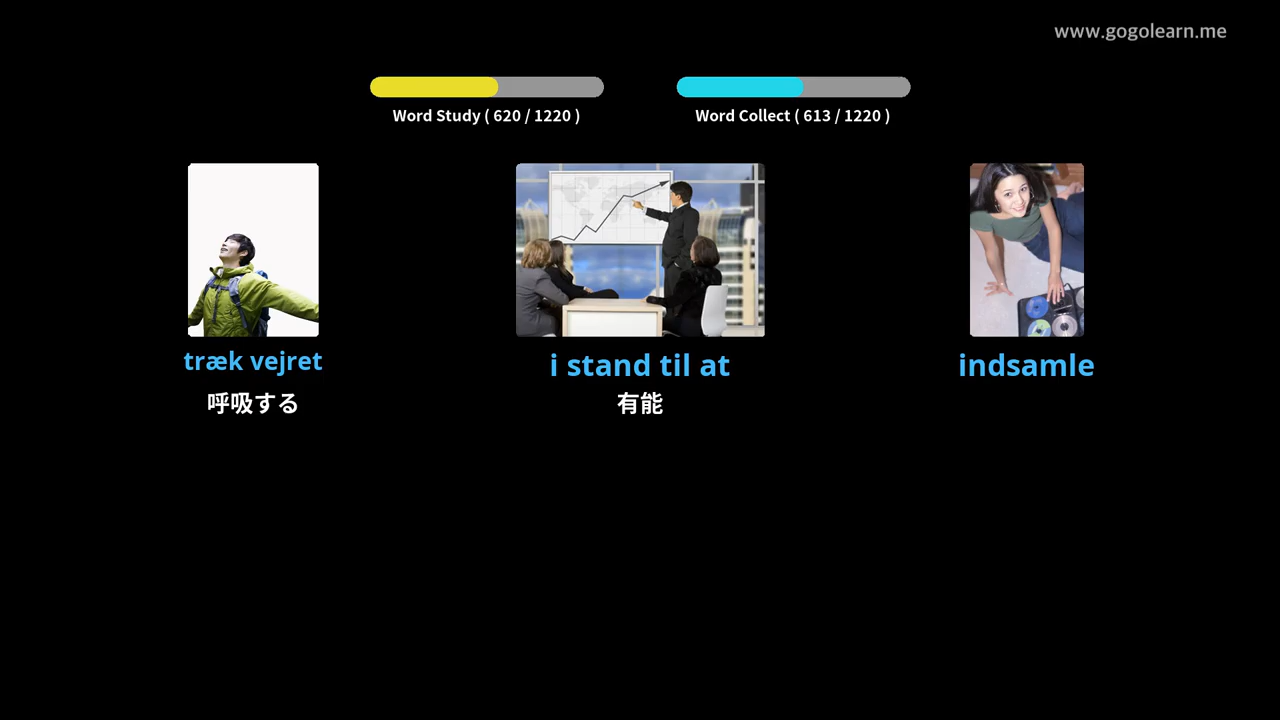 www.gogolearn.me
Word Study ( 620 / 1220 )
Word Collect ( 613 / 1220 )
træk vejret
i stand til at
indsamle
呼吸する
有能